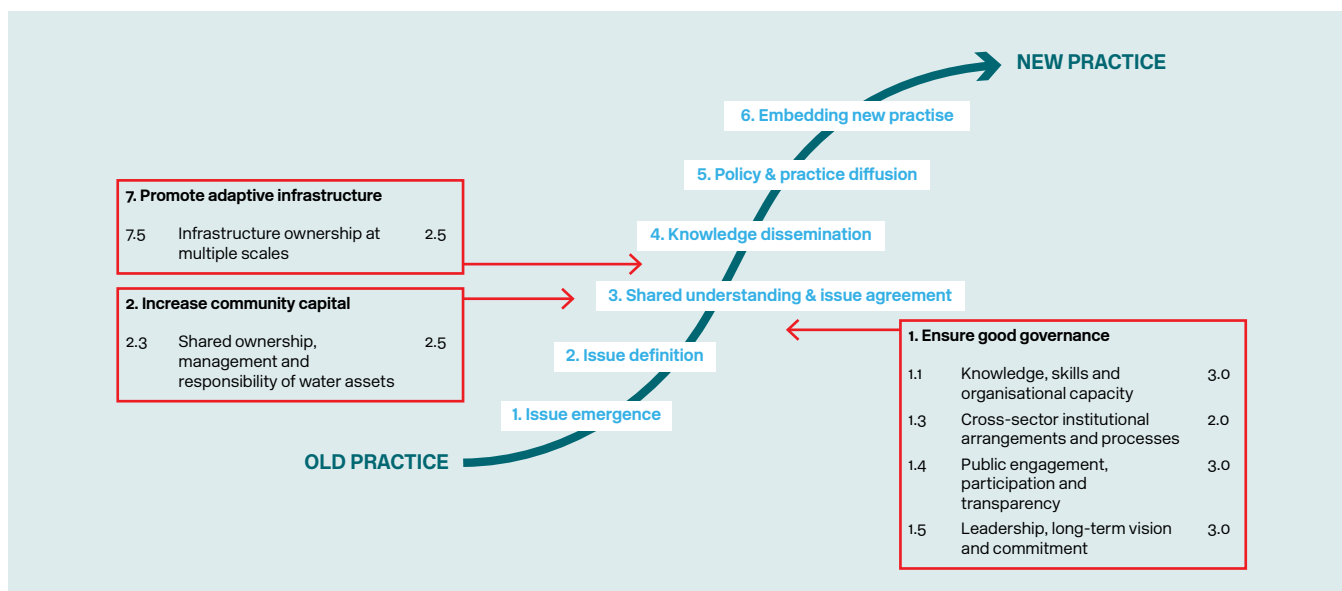 NEW PRACTICE
6. Embedding new practise
5. Policy & practice diffusion
4. Knowledge dissemination
3. Shared understanding & issue agreement
2. Issue definition
1. Issue emergence
OLD PRACTICE
7. Promote adaptive infrastructure
7.5 Infrastructure ownership at 2.5
multiple scales
2. Increase community capital
2.3 Shared ownership, 2.5
management and
responsibility of water assets
1. Ensure good governance
1.1 Knowledge, skills and 3.0
organisational capacity
1.3 Cross-sector institutional 2.0
arrangements and processes
1.4 Public engagement, 3.0
participation and
transparency
1.5 Leadership, long-term vision 3.0
and commitment